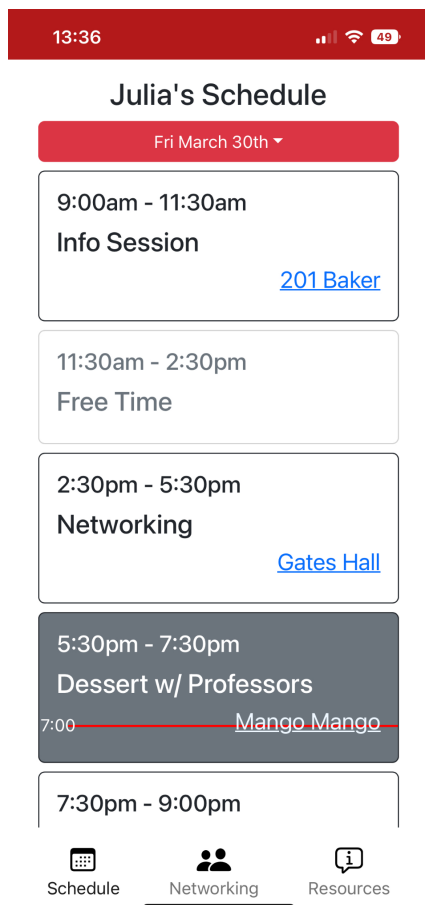 13:36
49
Julia's Schedule
Fri March 30th
9:00am - 11:30am
Info Session
201 Baker
11:30am - 2:30pm
Free Time
2:30pm - 5:30pm
Networking
Gates Hall
5:30pm - 7:30pm
Dessert w/ Professors
7:00 Mango Mango
7:30pm - 9:00pm
Schedule Networking Resources